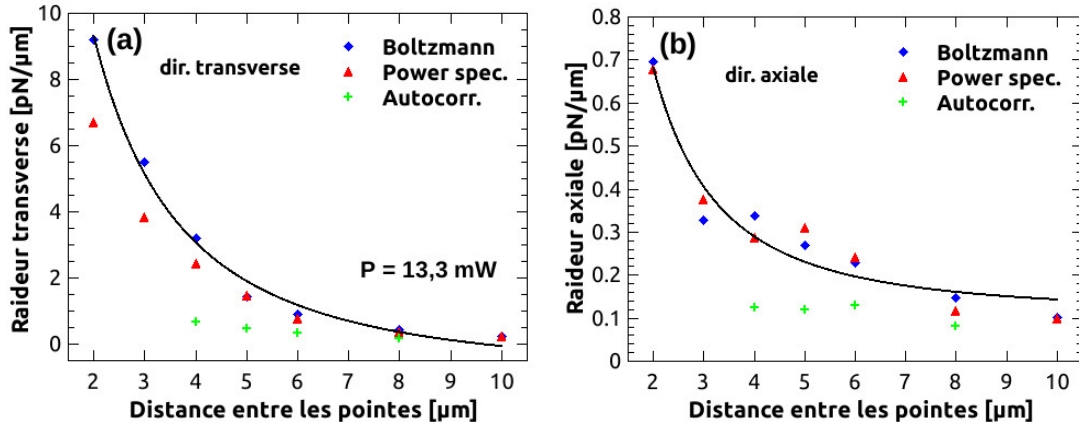 (a)
dir. transverse
Boltzmann
Power spec.
Autocorr.
P = 13,3 mW
Raideur transverse [pN/µm]
10
8
6
4
2
0
2 3 4 5 6 7 8 9 10
Distance entre les pointes [µm]
(b)
dir. axiale
Boltzmann
Power spec.
Autocorr.
Raideur axiale [pN/µm]
0.8
0.7
0.6
0.5
0.4
0.3
0.2
0.1
0
2 3 4 5 6 7 8 9 10
Distance entre les pointes [µm]